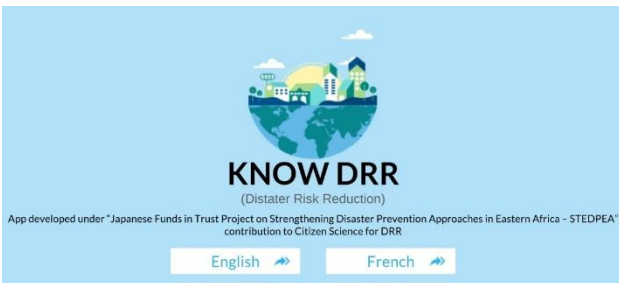 KNOW DRR
(Distater Risk Reduction)
App developed under "Japanese Funds in Trust Project on Strengthening Disaster Prevention Approaches in Eastern Africa – STEDPEA"
contribution to Citizen Science for DRR
English French